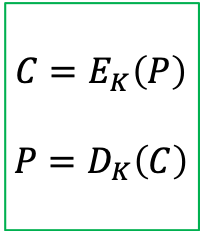 C = E_K(P)
P = D_K(C)